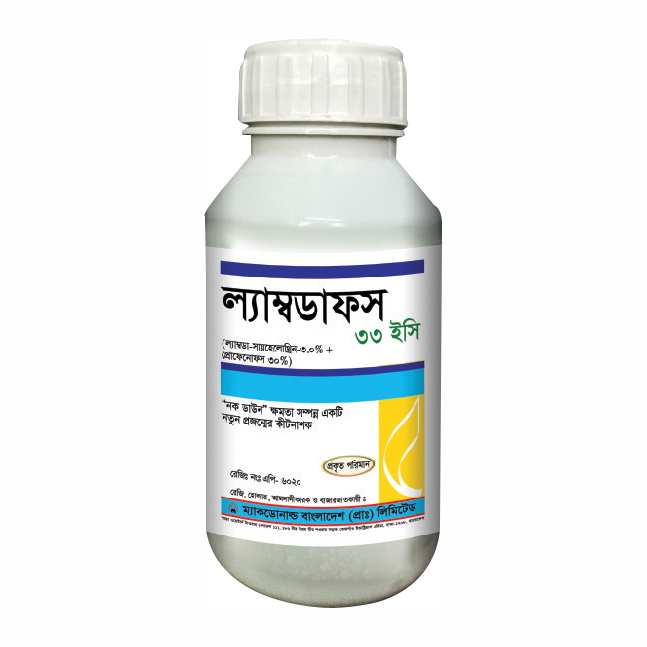 ল্যাম্বডাফস
৩৩ ইসি
(ল্যাম্বডা-সায়হেলোথ্রিন-৩.০% +
প্রোফেনোফস ৩০%)
"নক ডাউন" ক্ষমতা সম্পন্ন একটি
নতুন প্রজন্মের কীটনাশক
প্রকৃত পরিমান
রেজিঃ নংঃ এপি- ৬০২
রেজি, হোল্ডার, আমদানীকারক ও বাজারজাতকারী ঃ
ম্যাকডোনাল্ড বাংলাদেশ (প্রাঃ) লিমিটেড